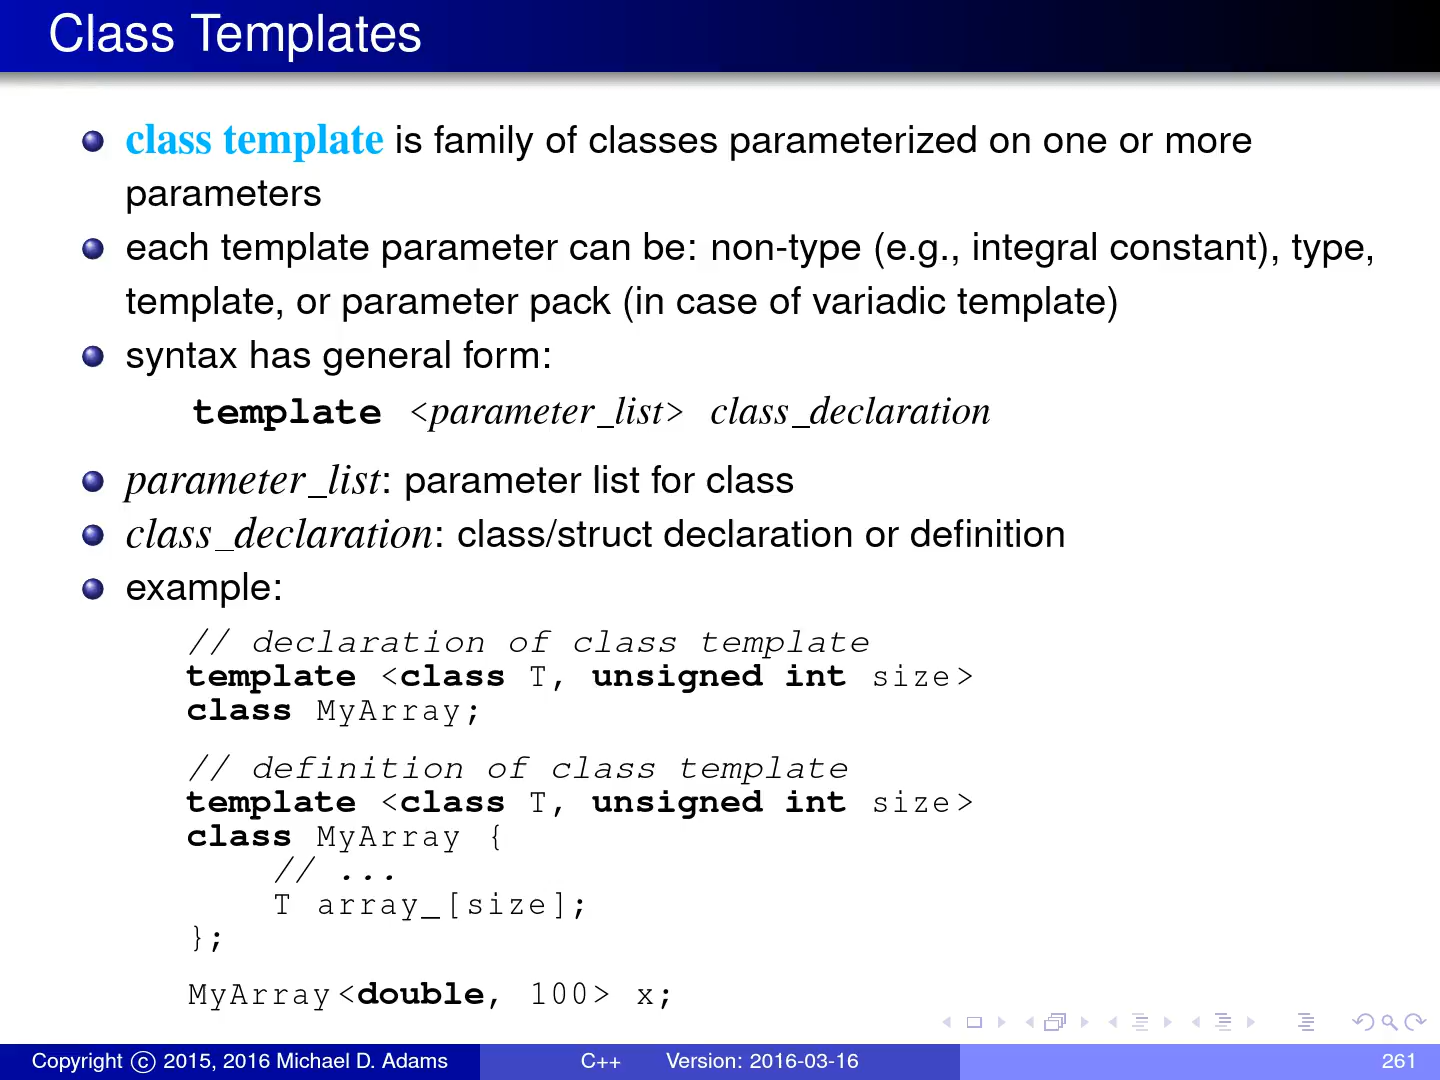 Class Templates
class template is family of classes parameterized on one or more
parameters
each template parameter can be: non-type (e.g., integral constant), type,
template, or parameter pack (in case of variadic template)
syntax has general form:
template <parameter_list> class_declaration
parameter_list: parameter list for class
class_declaration: class/struct declaration or definition
example:
// declaration of class template
template <class T, unsigned int size>
class MyArray;
// definition of class template
template <class T, unsigned int size>
class MyArray {
// ...
T array_[size];
};
MyArray<double, 100> x;
Copyright © 2015, 2016 Michael D. Adams C++ Version: 2016-03-16 261